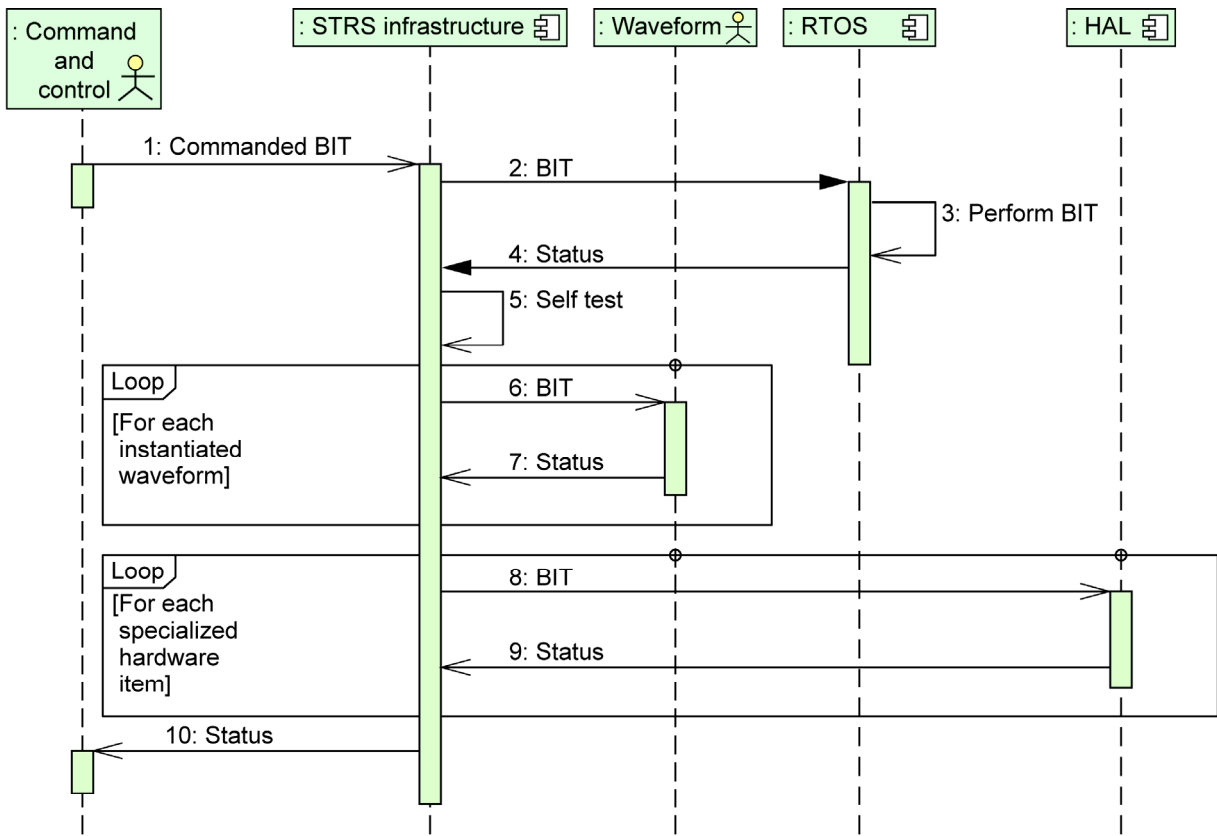 : Command
and
control
: STRS infrastructure
: Waveform
: RTOS
: HAL
1: Commanded BIT
2: BIT
3: Perform BIT
4: Status
5: Self test
Loop
[For each
instantiated
waveform]
6: BIT
7: Status
Loop
[For each
specialized
hardware
item]
8: BIT
9: Status
10: Status